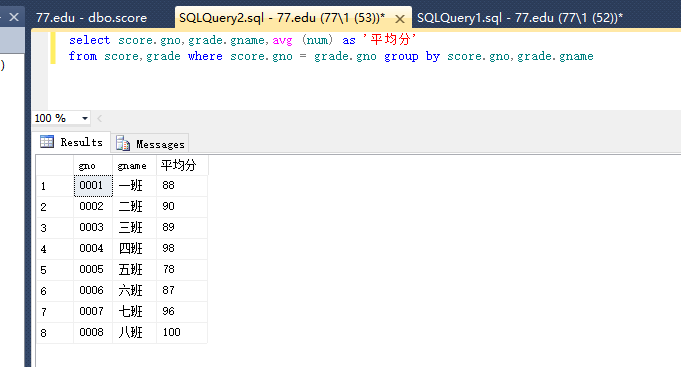 77.edu - dbo.score SQLQuery2.sql - 77.edu (77\1 (53))* SQLQuery1.sql - 77.edu (77\1 (52))*
)
select score.gno,grade.gname,avg (num) as '平均分'
from score,grade where score.gno = grade.gno group by score.gno,grade.gname
100 %
Results Messages
gno gname 平均分
1 0001 一班 88
2 0002 二班 90
3 0003 三班 89
4 0004 四班 98
5 0005 五班 78
6 0006 六班 87
7 0007 七班 96
8 0008 八班 100